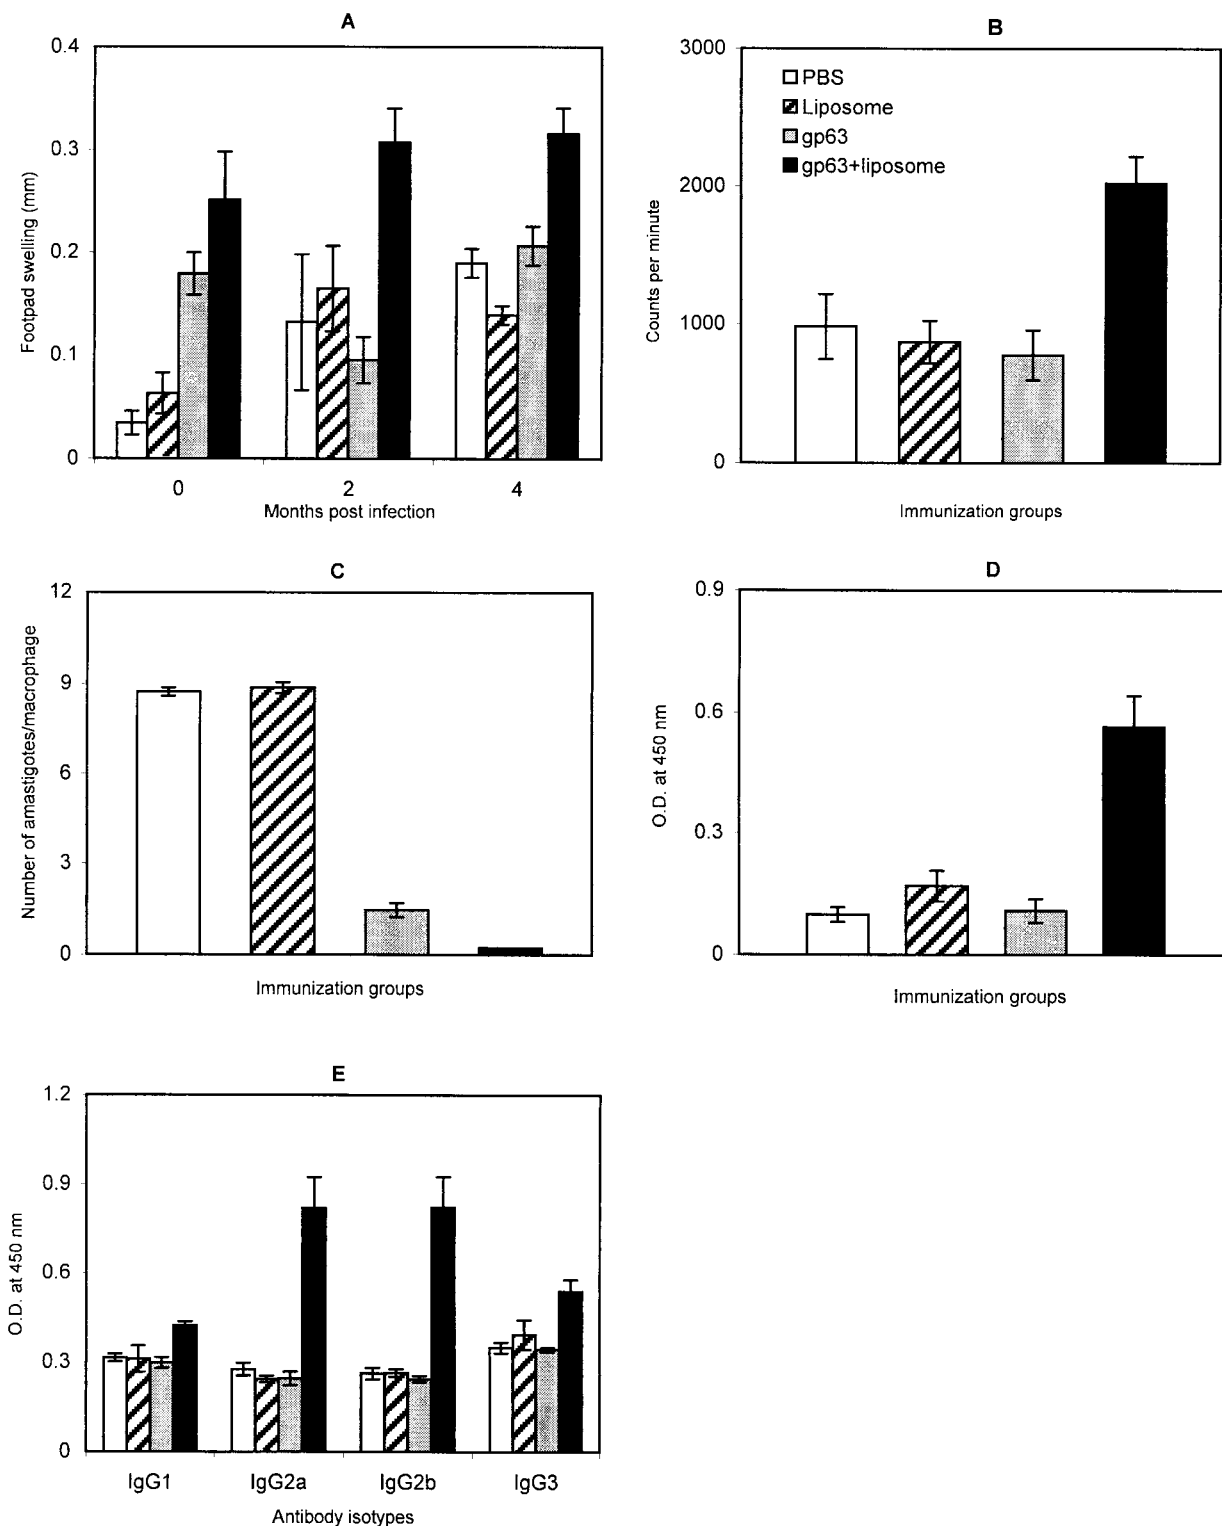 A
0.4
0.3
0.2
0.1
0
Footpad swelling (mm)
0 2 4
Months post infection
B
3000
2000
1000
0
Counts per minute
PBS
Liposome
gp63
gp63+liposome
Immunization groups
C
12
9
6
3
0
Number of amastigotes/macrophage
Immunization groups
D
0.9
0.6
0.3
0
O.D. at 450 nm
Immunization groups
E
1.2
0.9
0.6
0.3
0
O.D. at 450 nm
IgG1 IgG2a IgG2b IgG3
Antibody isotypes